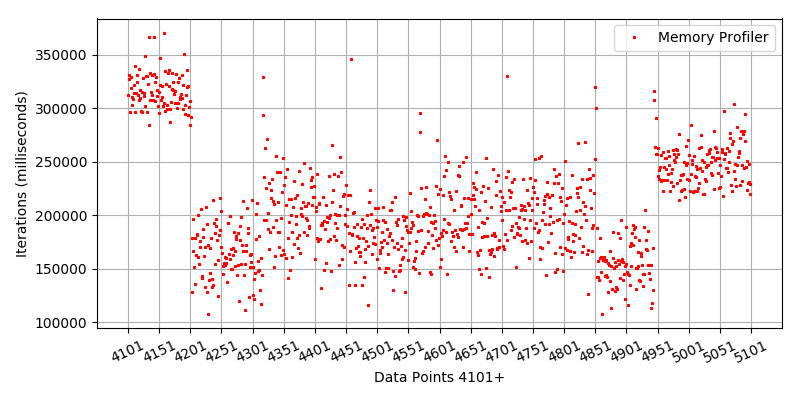 Memory Profiler
350000
300000
250000
200000
150000
100000
Iterations (milliseconds)
4101 4151 4201 4251 4301 4351 4401 4451 4501 4551 4601 4651 4701 4751 4801 4851 4901 4951 5001 5051 5101
Data Points 4101+